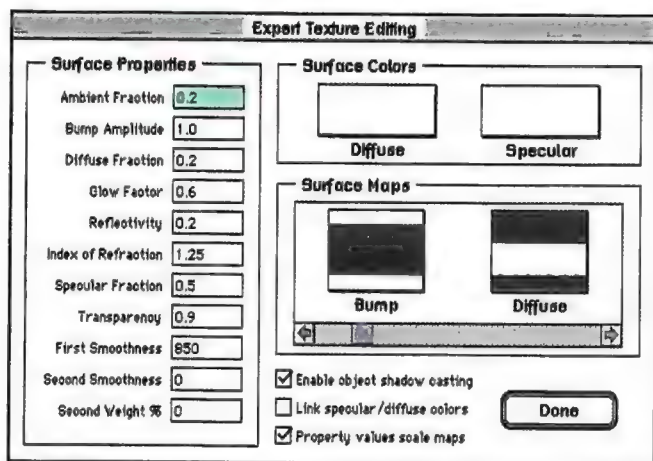 Expert Texture Editing
Surface Properties
Ambient Fraction 0.2
Bump Amplitude 1.0
Diffuse Fraction 0.2
Glow Factor 0.6
Reflectivity 0.2
Index of Refraction 1.25
Specular Fraction 0.5
Transparency 0.9
First Smoothness 850
Second Smoothness 0
Second Weight % 0
Surface Colors
Diffuse
Specular
Surface Maps
Bump
Diffuse
Enable object shadow casting
Link specular/diffuse colors
Property values scale maps
Done